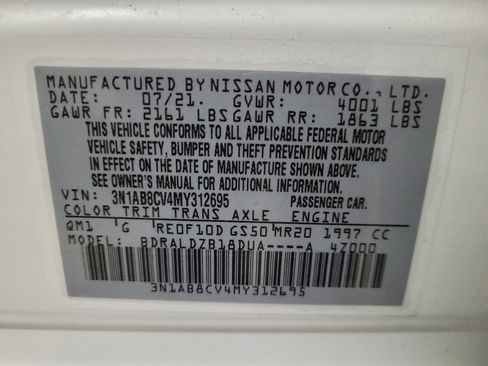 MANUFACTURED BY NISSAN MOTOR CO., LTD.
DATE: 07/21. GVWR: 4001 LBS
GAWR FR: 2161 LBS GAWR RR: 1863 LBS
THIS VEHICLE CONFORMS TO ALL APPLICABLE FEDERAL MOTOR
VEHICLE SAFETY, BUMPER AND THEFT PREVENTION STANDARDS
IN EFFECT ON THE DATE OF MANUFACTURE SHOWN ABOVE.
SEE OWNER'S MANUAL FOR ADDITIONAL INFORMATION.
VIN: 3N1AB8CV4MY312695 PASSENGER CAR.
COLOR TRIM TRANS AXLE ENGINE
QM1 G RE0F10D GS50 MR20 1997 CC
MODEL: BDRALDZB18DUA----A 4Z000
3N1AB8CV4MY312695